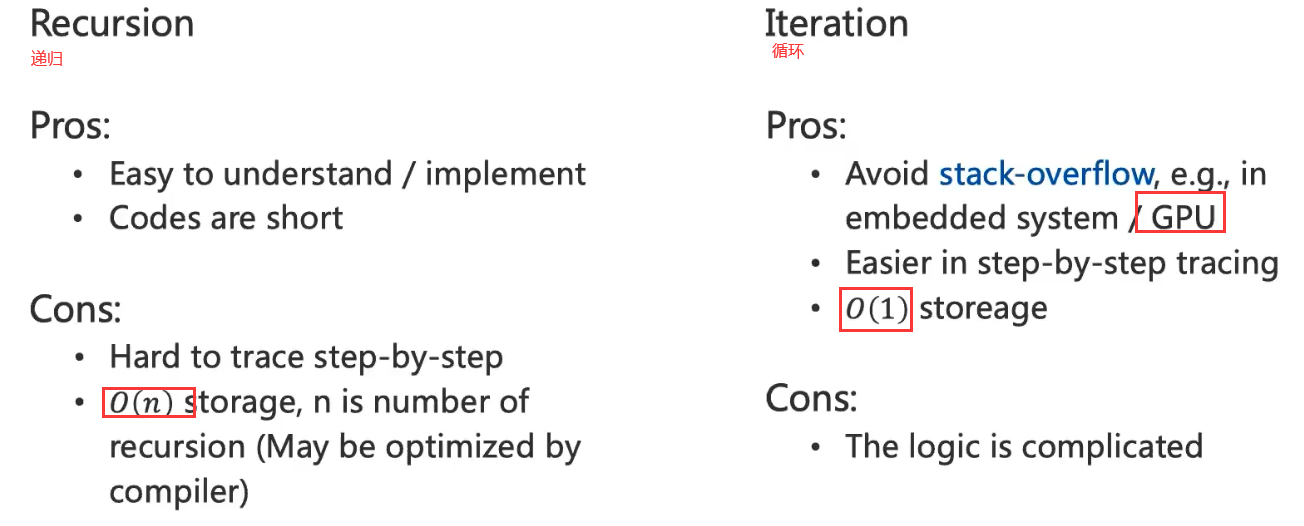 Recursion
递归
Pros:
• Easy to understand / implement
• Codes are short
Cons:
• Hard to trace step-by-step
• O(n) storage, n is number of
recursion (May be optimized by
compiler)
Iteration
循环
Pros:
• Avoid stack-overflow, e.g., in
embedded system / GPU
• Easier in step-by-step tracing
• O(1) storeage
Cons:
• The logic is complicated